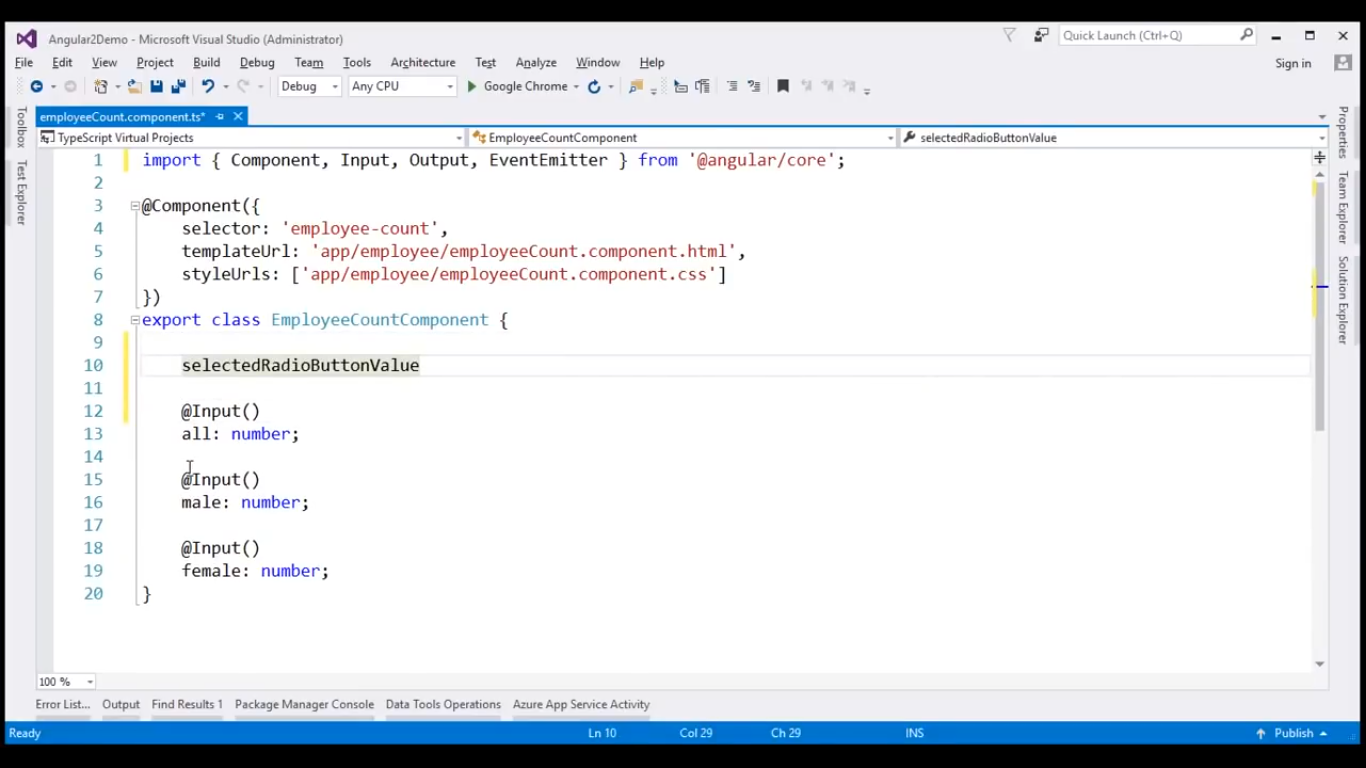 Angular2Demo - Microsoft Visual Studio (Administrator)
Quick Launch (Ctrl+Q)
File Edit View Project Build Debug Team Tools Architecture Test Analyze Window Help
Sign in
Debug Any CPU Google Chrome
employeeCount.component.ts*
TypeScript Virtual Projects EmployeeCountComponent selectedRadioButtonValue
Toolbox
Test Explorer
Properties
Team Explorer
Solution Explorer
1 import { Component, Input, Output, EventEmitter } from '@angular/core';
2
3 @Component({
4 selector: 'employee-count',
5 templateUrl: 'app/employee/employeeCount.component.html',
6 styleUrls: ['app/employee/employeeCount.component.css']
7 })
8 export class EmployeeCountComponent {
9
10 selectedRadioButtonValue
11
12 @Input()
13 all: number;
14
15 @Input()
16 male: number;
17
18 @Input()
19 female: number;
20 }
100 %
Error List... Output Find Results 1 Package Manager Console Data Tools Operations Azure App Service Activity
Ready Ln 10 Col 29 Ch 29 INS Publish